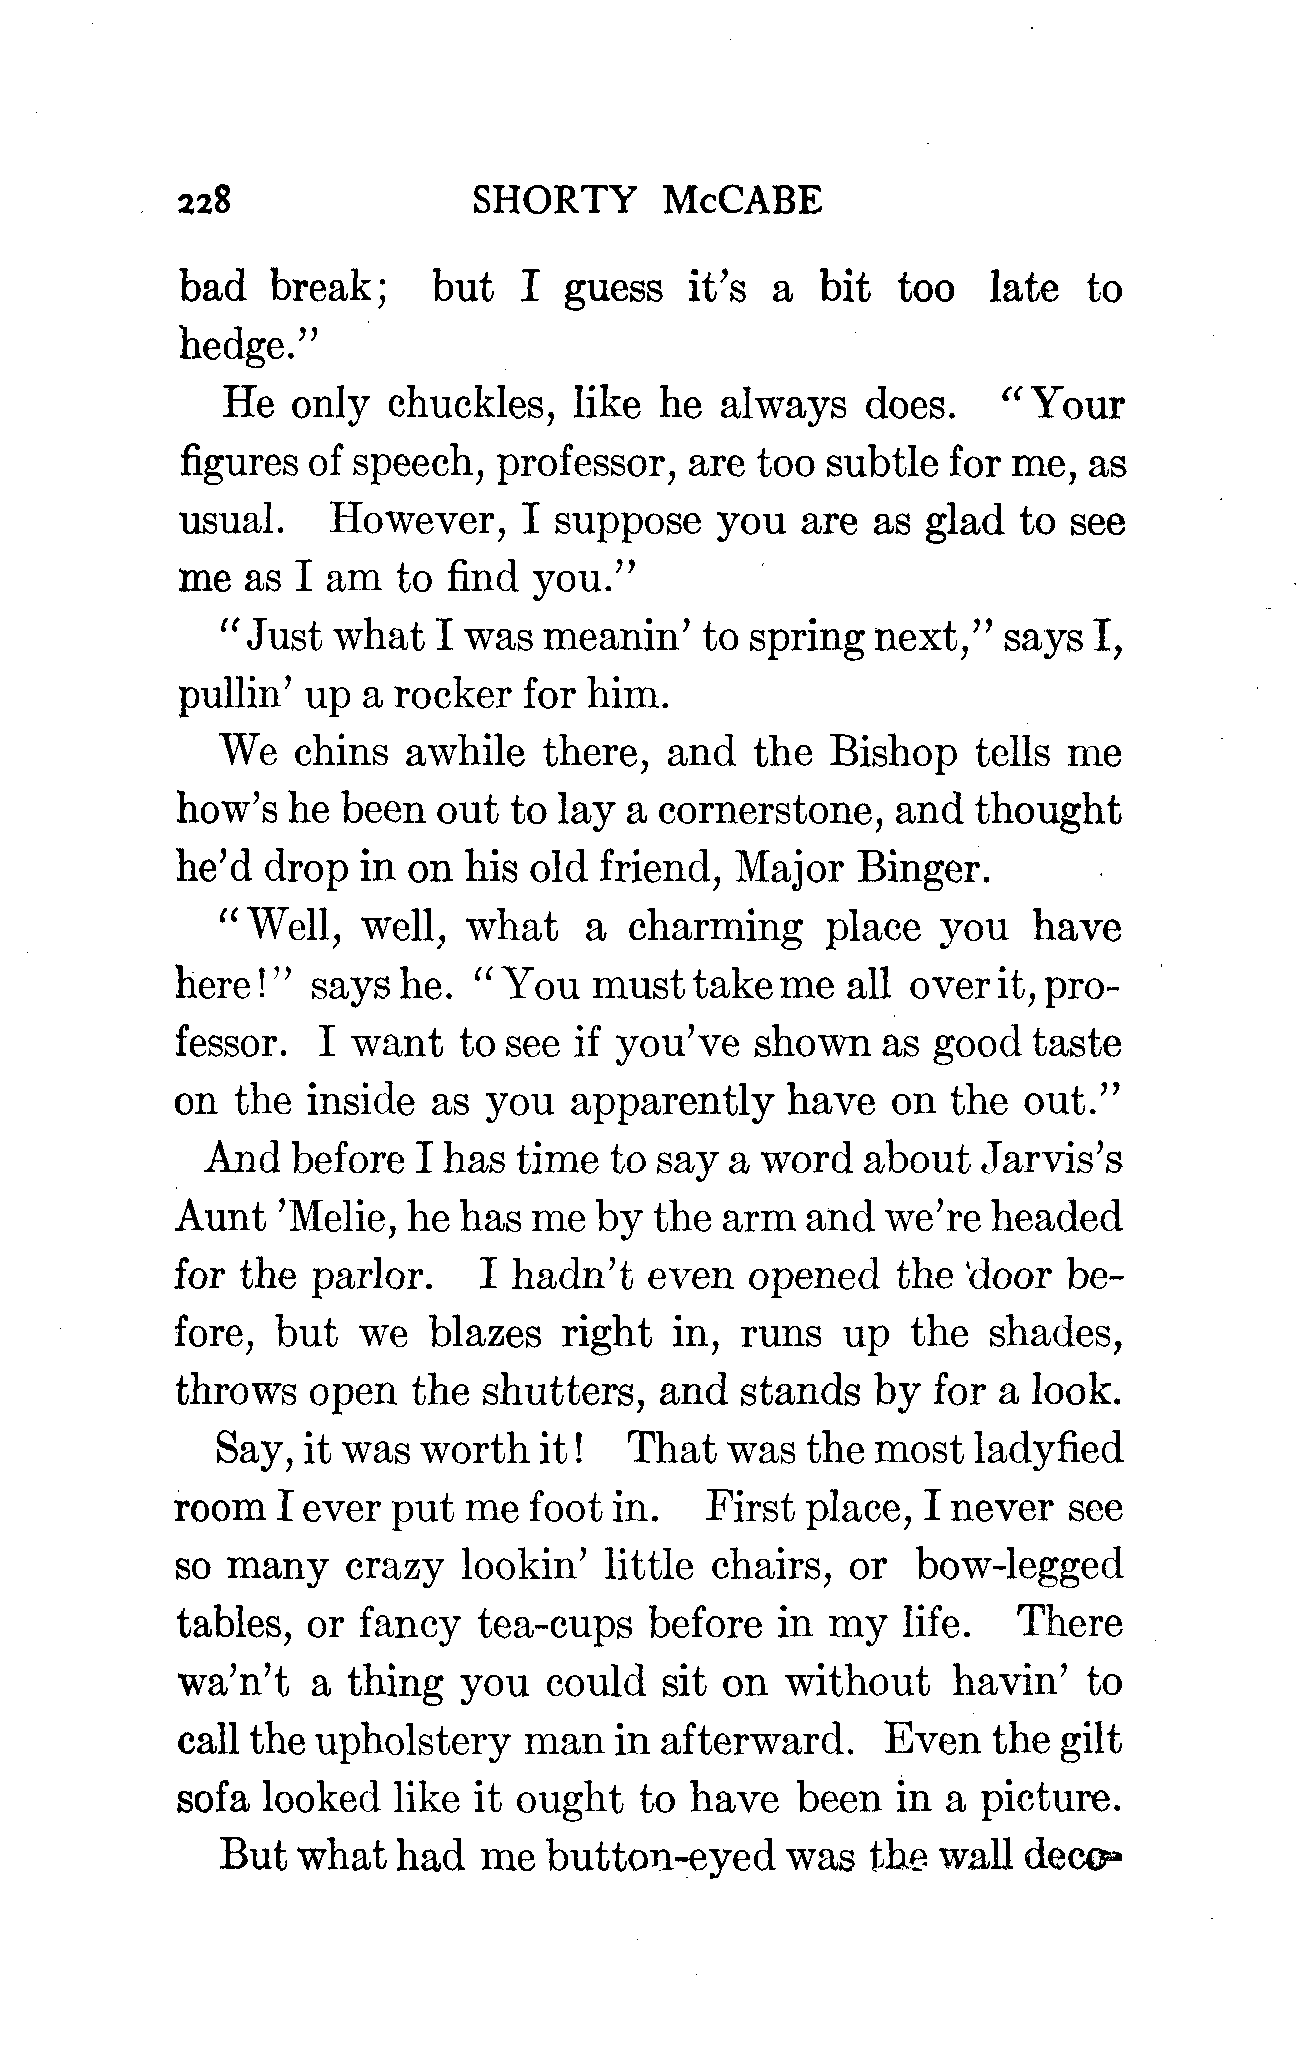 228 SHORTY McCABE
bad break; but I guess it's a bit too late to
hedge."
He only chuckles, like he always does. "Your
figures of speech, professor, are too subtle for me, as
usual. However, I suppose you are as glad to see
me as I am to find you."
"Just what I was meanin' to spring next," says I,
pullin' up a rocker for him.
We chins awhile there, and the Bishop tells me
how's he been out to lay a cornerstone, and thought
he'd drop in on his old friend, Major Binger.
"Well, well, what a charming place you have
here!" says he. "You must take me all over it, pro-
fessor. I want to see if you've shown as good taste
on the inside as you apparently have on the out."
And before I has time to say a word about Jarvis's
Aunt 'Melie, he has me by the arm and we're headed
for the parlor. I hadn't even opened the door be-
fore, but we blazes right in, runs up the shades,
throws open the shutters, and stands by for a look.
Say, it was worth it! That was the most ladyfied
room I ever put me foot in. First place, I never see
so many crazy lookin' little chairs, or bow-legged
tables, or fancy tea-cups before in my life. There
wa'n't a thing you could sit on without havin' to
call the upholstery man in afterward. Even the gilt
sofa looked like it ought to have been in a picture.
But what had me button-eyed was the wall deco-